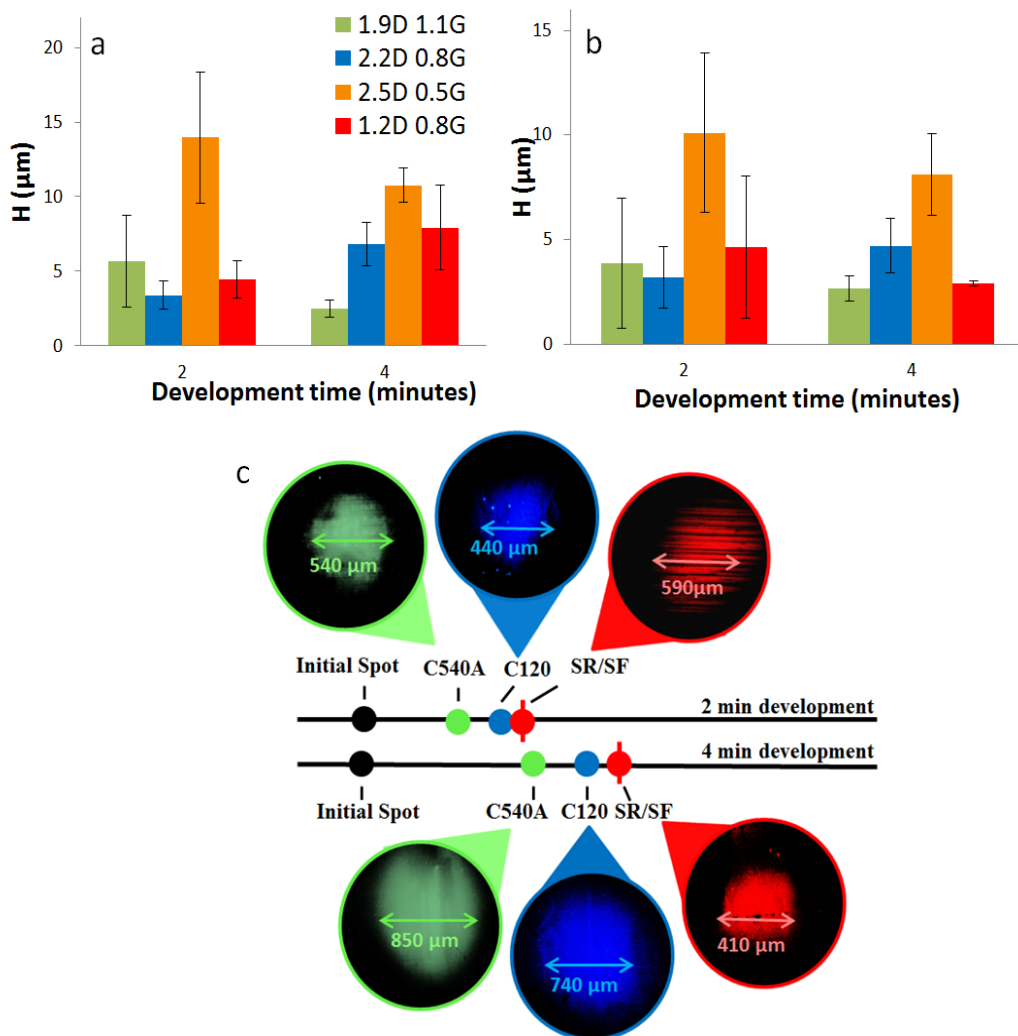 a
20
15
10
5
0
H (µm)
2
4
Development time (minutes)
1.9D 1.1G
2.2D 0.8G
2.5D 0.5G
1.2D 0.8G
b
15
10
5
0
H (µm)
2
4
Development time (minutes)
c
540 µm
440 µm
590µm
Initial Spot
C540A
C120
SR/SF
2 min development
4 min development
Initial Spot
C540A
C120
SR/SF
850 µm
740 µm
410 µm